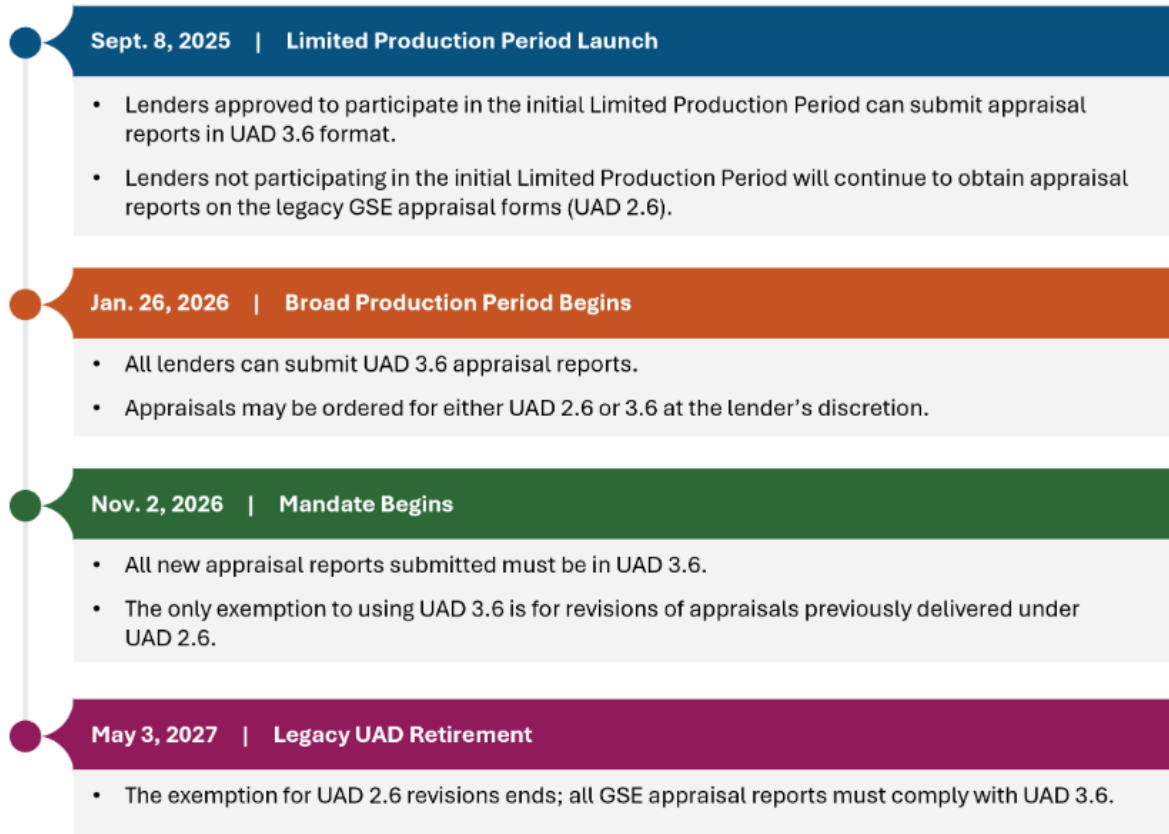 Sept. 8, 2025 | Limited Production Period Launch
• Lenders approved to participate in the initial Limited Production Period can submit appraisal
reports in UAD 3.6 format.
• Lenders not participating in the initial Limited Production Period will continue to obtain appraisal
reports on the legacy GSE appraisal forms (UAD 2.6).
Jan. 26, 2026 | Broad Production Period Begins
• All lenders can submit UAD 3.6 appraisal reports.
• Appraisals may be ordered for either UAD 2.6 or 3.6 at the lender’s discretion.
Nov. 2, 2026 | Mandate Begins
• All new appraisal reports submitted must be in UAD 3.6.
• The only exemption to using UAD 3.6 is for revisions of appraisals previously delivered under
UAD 2.6.
May 3, 2027 | Legacy UAD Retirement
• The exemption for UAD 2.6 revisions ends; all GSE appraisal reports must comply with UAD 3.6.